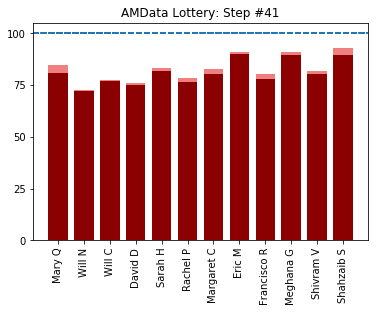 AMData Lottery: Step #41
100
75
50
25
0
Mary Q
Will N
Will C
David D
Sarah H
Rachel P
Margaret C
Eric M
Francisco R
Meghana G
Shivram V
Shahzaib S